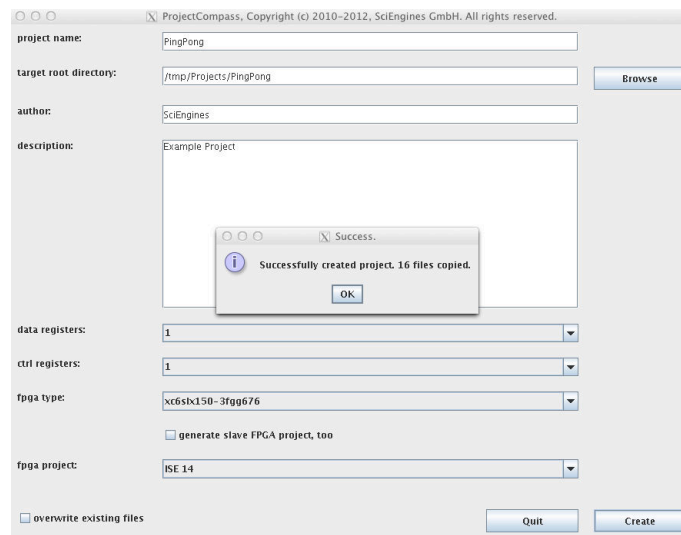 ProjectCompass, Copyright (c) 2010-2012, SciEngines GmbH. All rights reserved.
project name:
PingPong
target root directory:
/tmp/Projects/PingPong
Browse
author:
SciEngines
description:
Example Project
Success.
Successfully created project. 16 files copied.
OK
data registers:
1
ctrl registers:
1
fpga type:
xc6slx150-3fgg676
generate slave FPGA project, too
fpga project:
ISE 14
overwrite existing files
Quit
Create